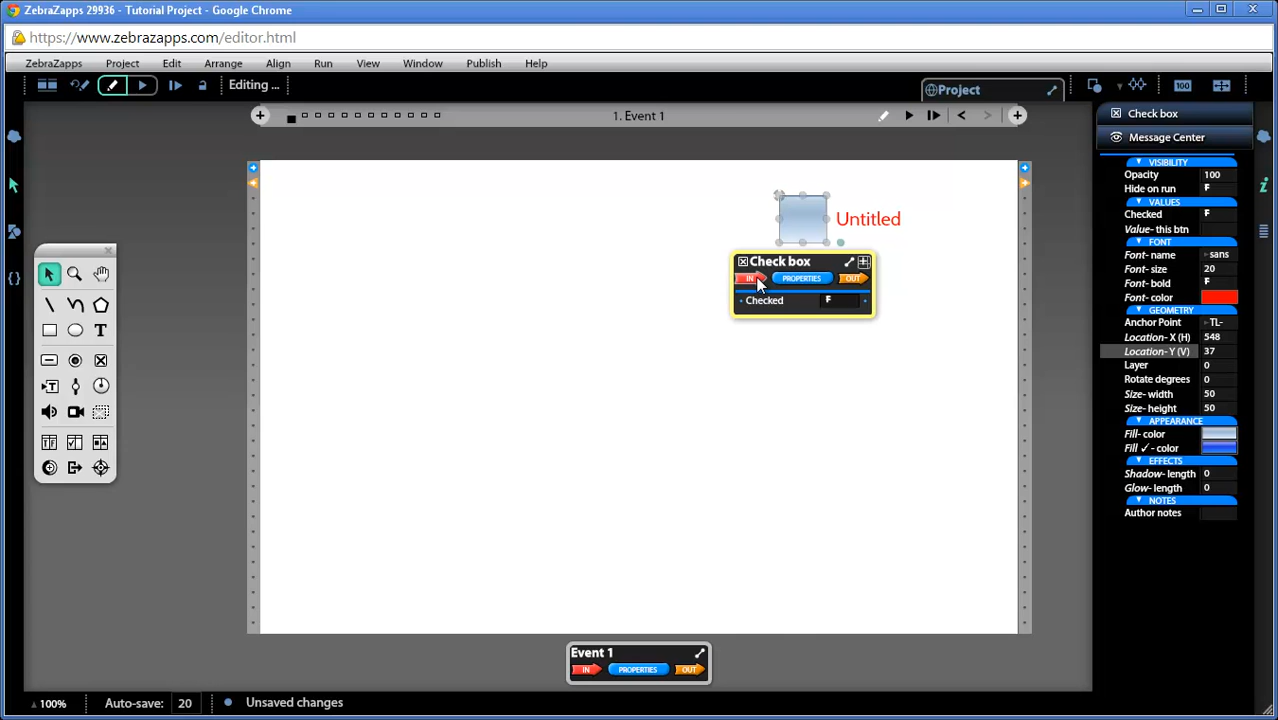 ZebraZapps 29936 - Tutorial Project - Google Chrome
https://www.zebrazapps.com/editor.html
ZebraZapps Project Edit Arrange Align Run View Window Publish Help
Editing ...
Project
100
1. Event 1
Check box
Message Center
VISIBILITY
Opacity 100
Hide on run F
VALUES
Checked F
Value- this btn
FONT
Font- name sans
Font- size 20
Font- bold F
Font- color
GEOMETRY
Anchor Point TL-
Location- X (H) 548
Location- Y (V) 37
Layer 0
Rotate degrees 0
Size- width 50
Size- height 50
APPEARANCE
Fill- color
Fill ✓ - color
EFFECTS
Shadow- length 0
Glow- length 0
NOTES
Author notes
Untitled
Check box
IN PROPERTIES OUT
Checked F
Event 1
IN PROPERTIES OUT
100% Auto-save: 20 Unsaved changes